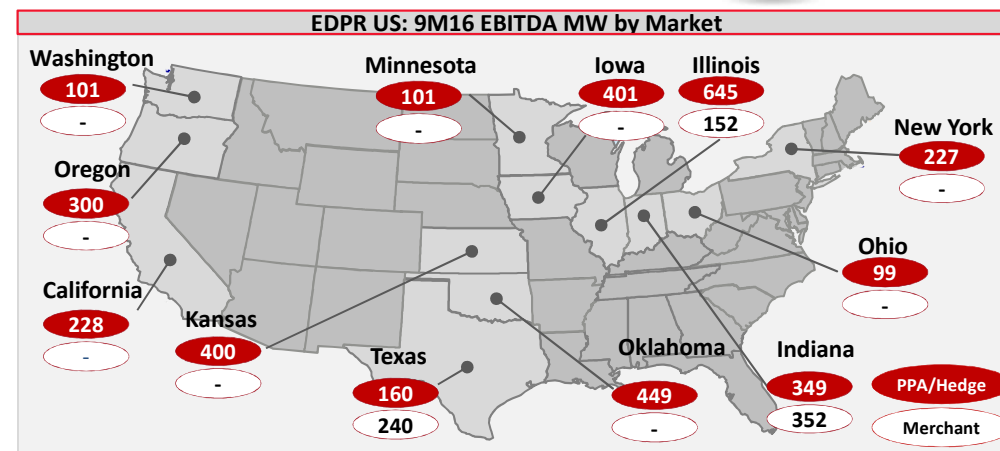 EDPR US: 9M16 EBITDA MW by Market
Washington
101
-
Minnesota
101
-
Iowa
401
-
Illinois
645
152
New York
227
-
Oregon
300
-
Ohio
99
-
California
228
-
Kansas
400
-
Texas
160
240
Oklahoma
449
-
Indiana
349
352
PPA/Hedge
Merchant